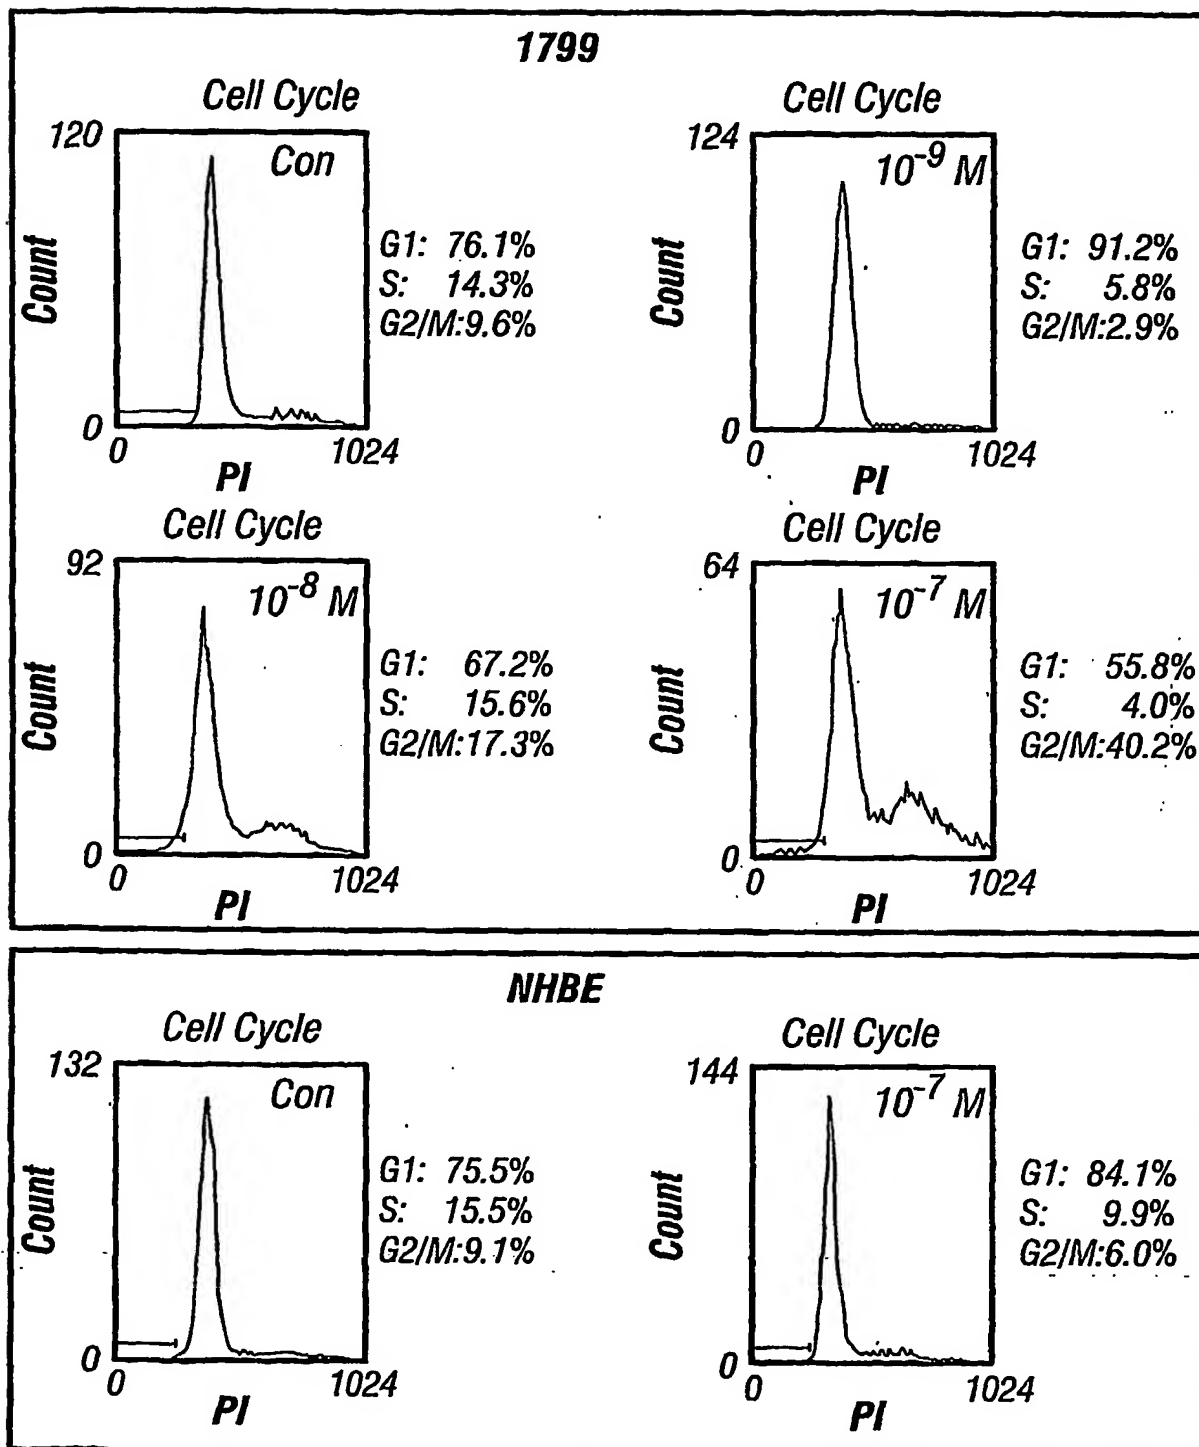 1799
Cell Cycle
120
Con
Count
0
0
1024
PI
G1: 76.1%
S: 14.3%
G2/M:9.6%
Cell Cycle
124
10⁻⁹ M
Count
0
0
1024
PI
G1: 91.2%
S: 5.8%
G2/M:2.9%
Cell Cycle
92
10⁻⁸ M
Count
0
0
1024
PI
G1: 67.2%
S: 15.6%
G2/M:17.3%
Cell Cycle
64
10⁻⁷ M
Count
0
0
1024
PI
G1: 55.8%
S: 4.0%
G2/M:40.2%
NHBE
Cell Cycle
132
Con
Count
0
0
1024
PI
G1: 75.5%
S: 15.5%
G2/M:9.1%
Cell Cycle
144
10⁻⁷ M
Count
0
0
1024
PI
G1: 84.1%
S: 9.9%
G2/M:6.0%